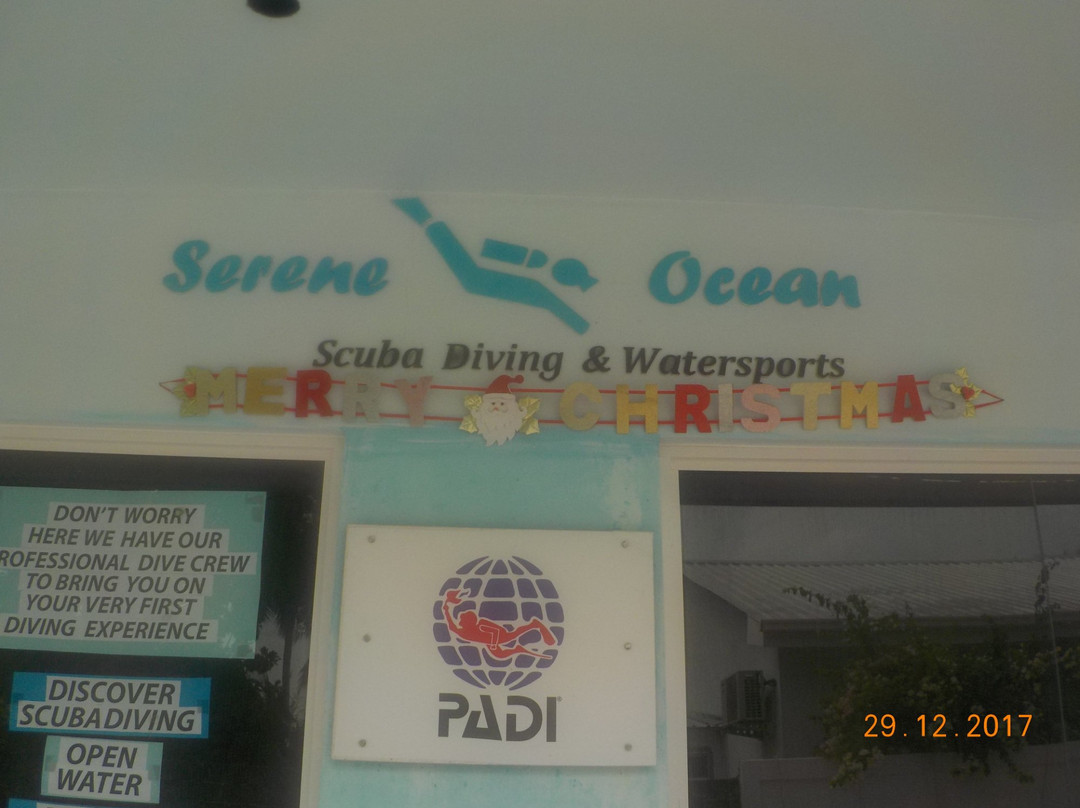 Serene Ocean
Scuba Diving & Watersports
MERRY CHRISTMAS
DON'T WORRY
HERE WE HAVE OUR
ROFESSIONAL DIVE CREW
TO BRING YOU ON
YOUR VERY FIRST
DIVING EXPERIENCE
DISCOVER
SCUBA DIVING
OPEN
WATER
PADI
29.12.2017